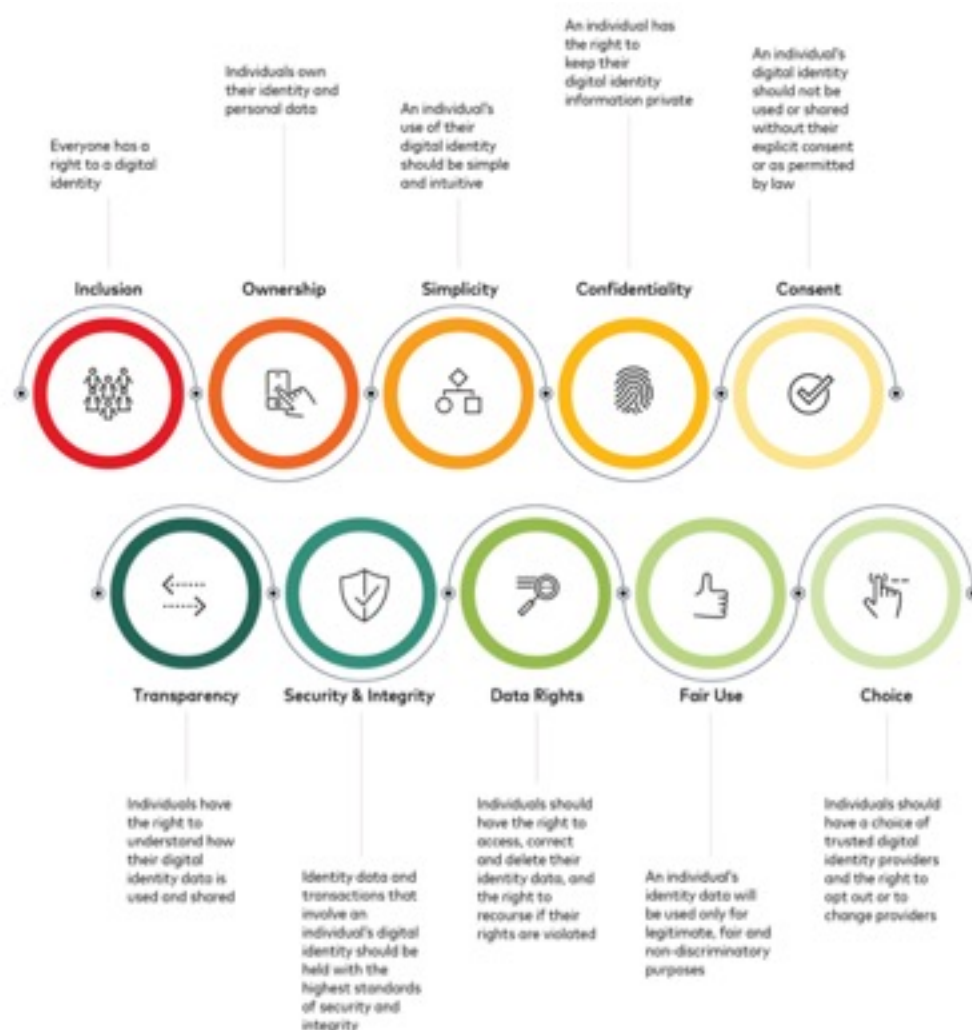 Everyone has a
right to a digital
identity
Inclusion
Individuals own
their identity and
personal data
Ownership
An individual's
use of their
digital identity
should be simple
and intuitive
Simplicity
An individual has
the right to
keep their
digital identity
information private
Confidentiality
An individual's
digital identity
should not be
used or shared
without their
explicit consent
or as permitted
by law
Consent
Transparency
Individuals have
the right to
understand how
their digital
identity data is
used and shared
Security & Integrity
Identity data and
transactions that
involve an
individual's digital
identity should be
held with the
highest standards
of security and
integrity
Data Rights
Individuals should
have the right to
access, correct
and delete their
identity data, and
the right to
recourse if their
rights are violated
Fair Use
An individual's
identity data will
be used only for
legitimate, fair and
non-discriminatory
purposes
Choice
Individuals should
have a choice of
trusted digital
identity providers
and the right to
opt out or to
change providers